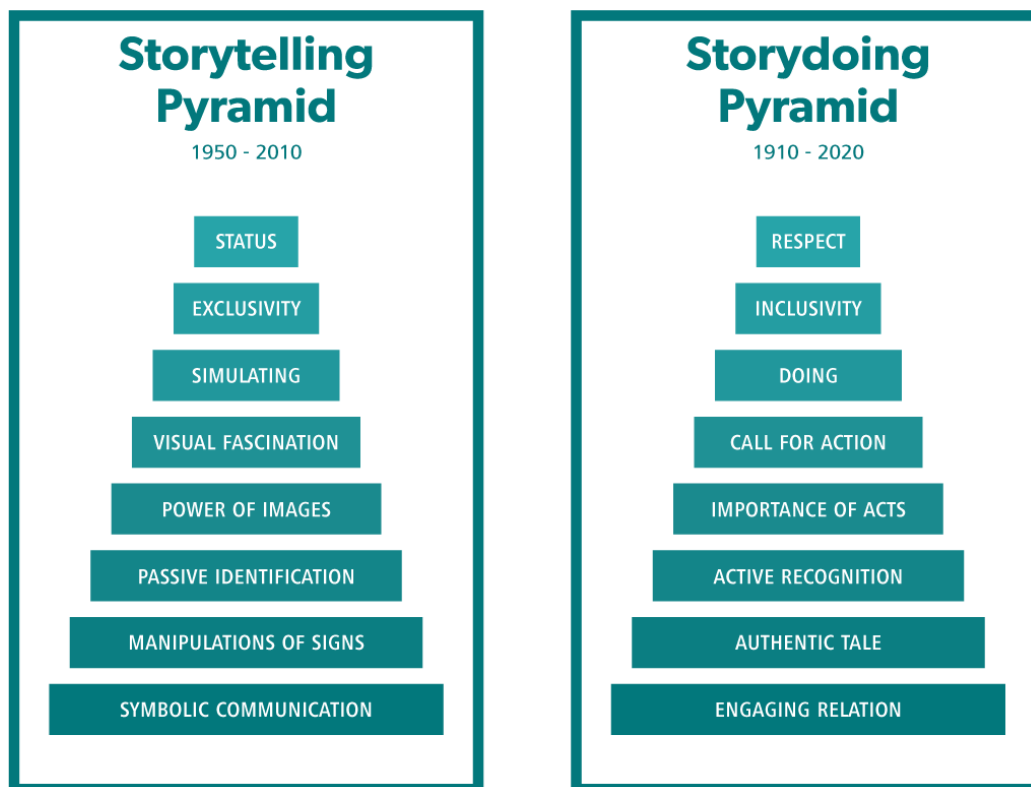 Storytelling
Pyramid
1950 - 2010
STATUS
EXCLUSIVITY
SIMULATING
VISUAL FASCINATION
POWER OF IMAGES
PASSIVE IDENTIFICATION
MANIPULATIONS OF SIGNS
SYMBOLIC COMMUNICATION
Storydoing
Pyramid
1910 - 2020
RESPECT
INCLUSIVITY
DOING
CALL FOR ACTION
IMPORTANCE OF ACTS
ACTIVE RECOGNITION
AUTHENTIC TALE
ENGAGING RELATION